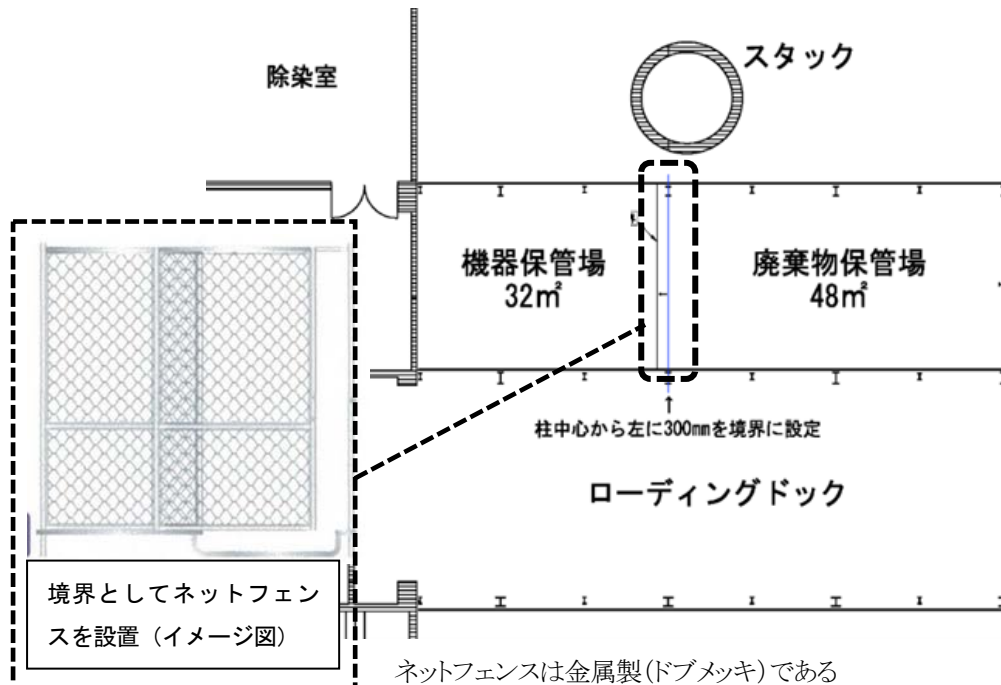 スタック
除染室
機器保管場
32㎡
廃棄物保管場
48㎡
柱中心から左に300㎜を境界に設定
ローディングドック
境界としてネットフェン
スを設置（イメージ図）
ネットフェンスは金属製(ドブメッキ)である